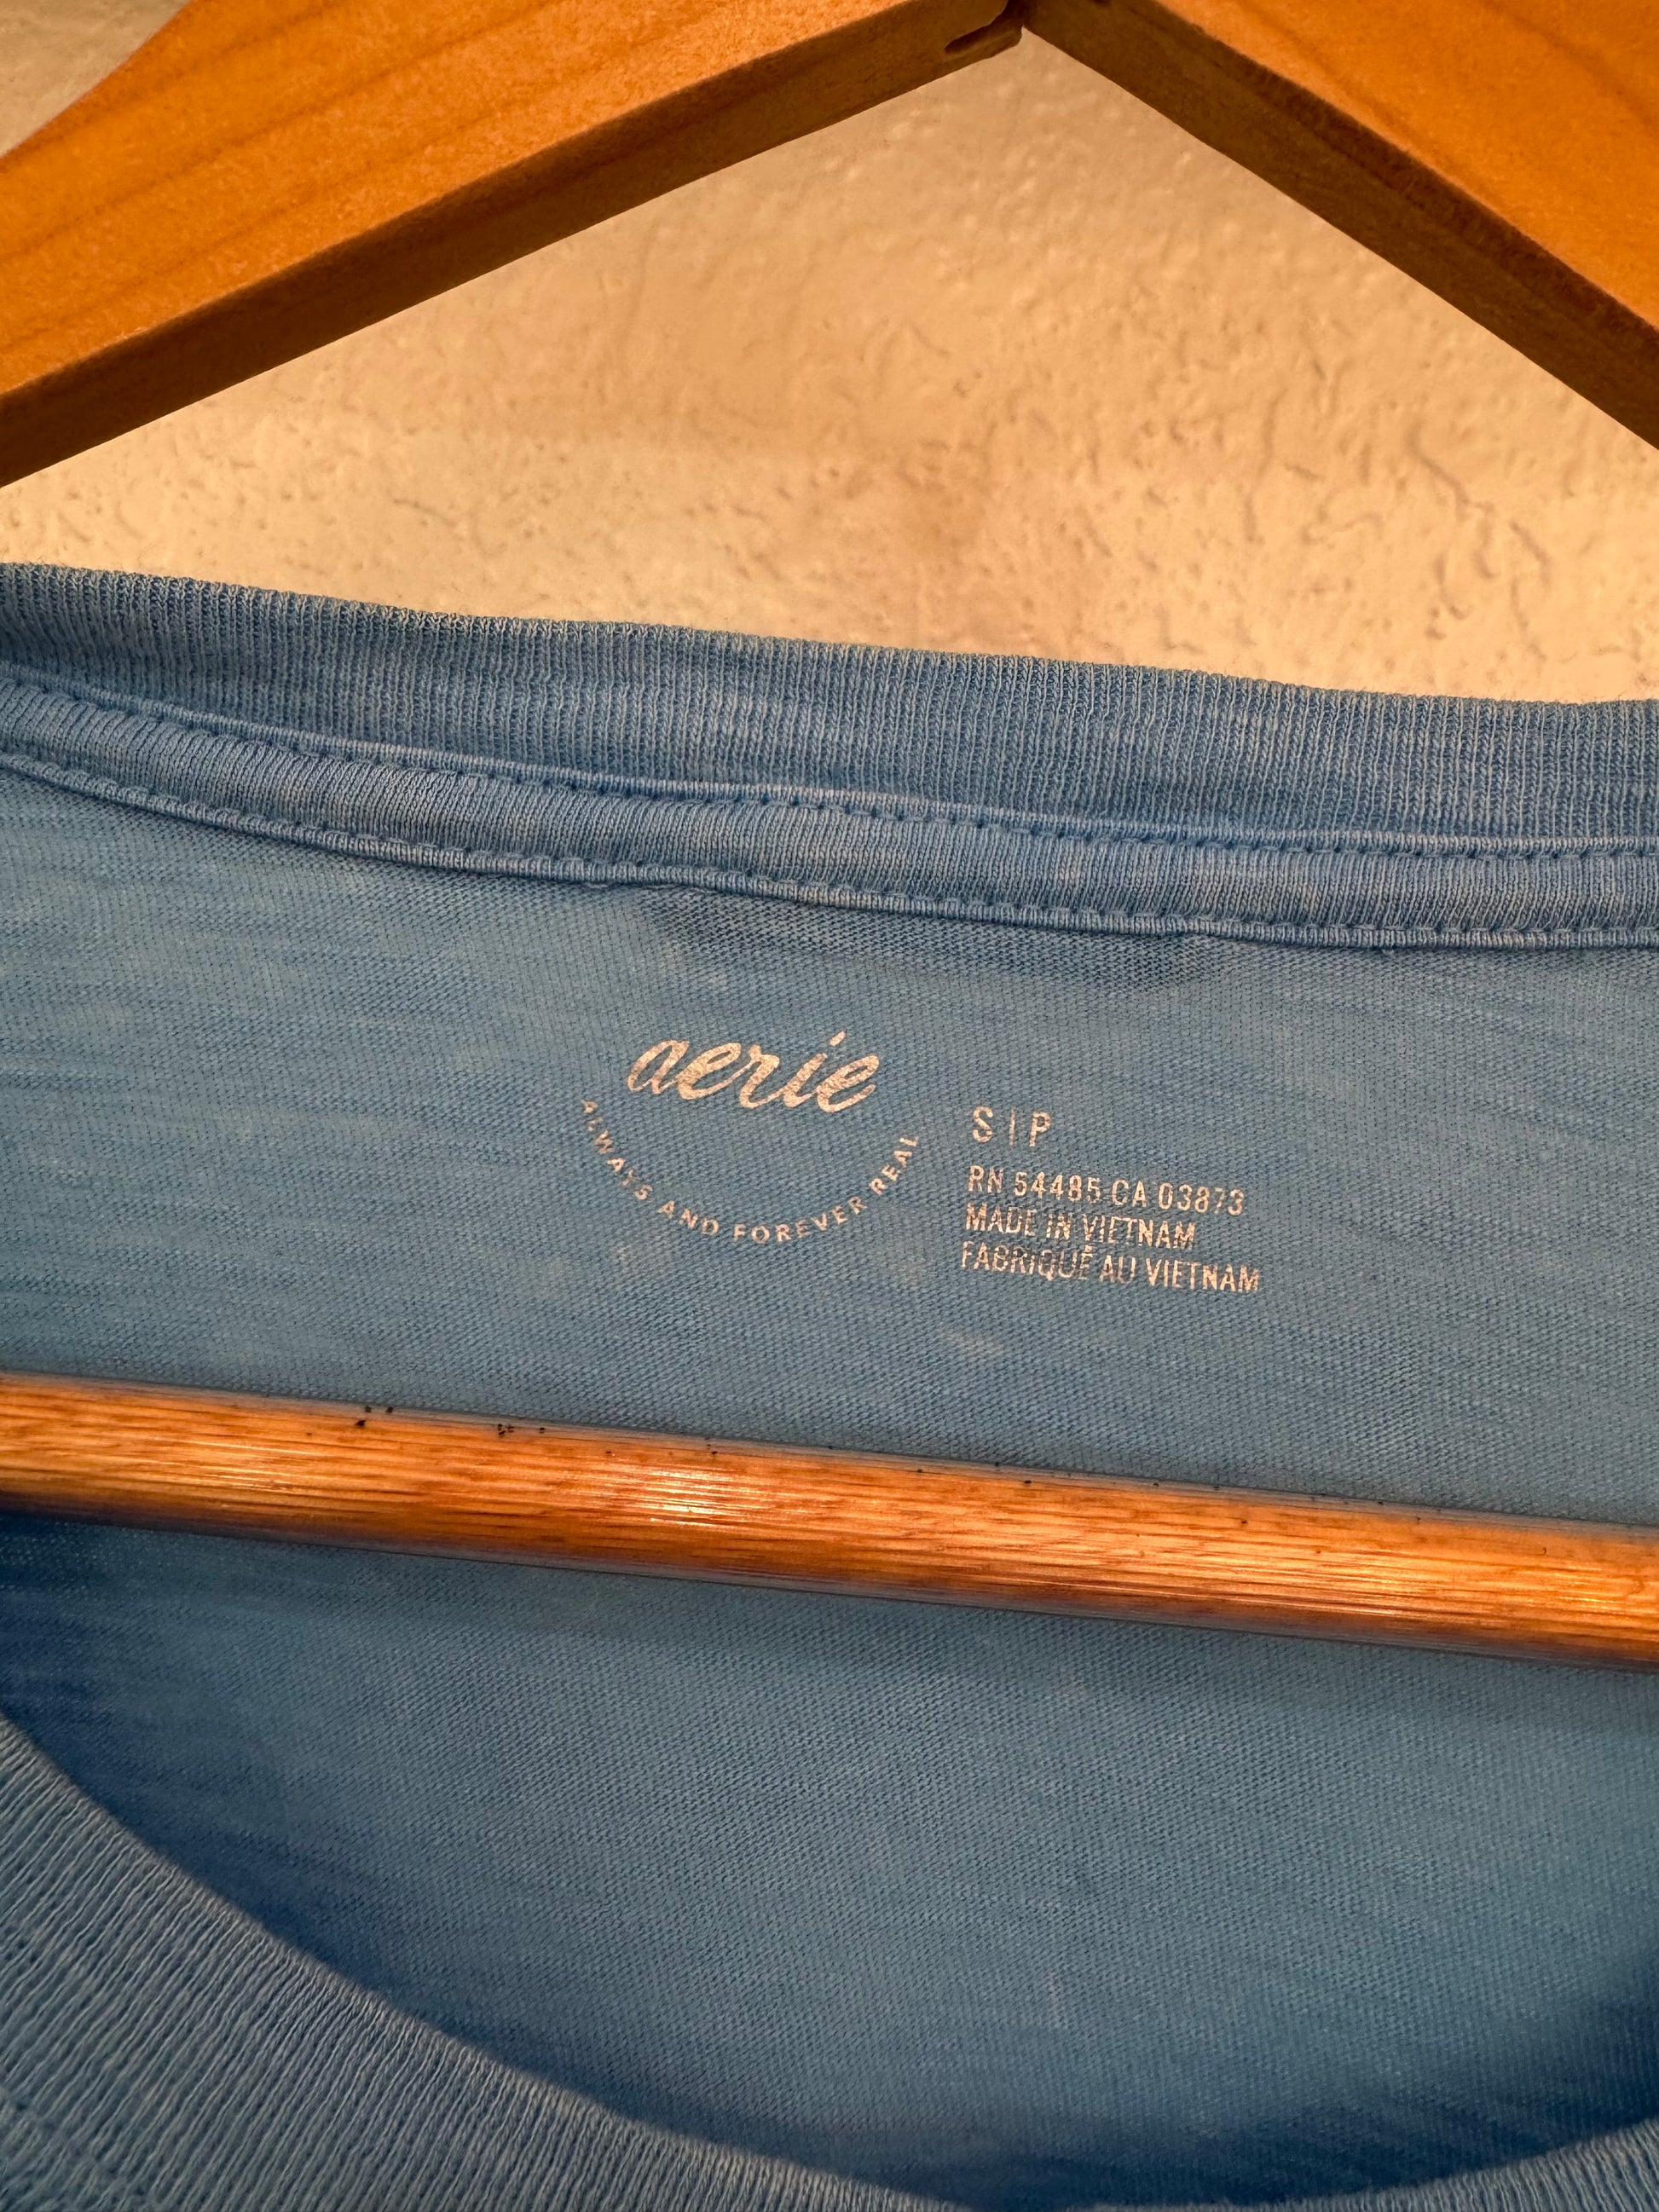 aerie
ALWAYS AND FOREVER REAL
S | P
RN 54485 CA 03873
MADE IN VIETNAM
FABRIQUÉ AU VIETNAM